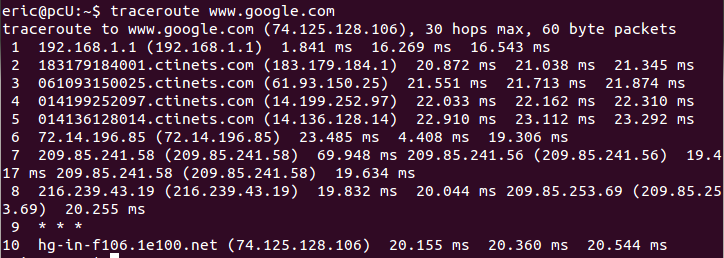 eric@pcU:~$ traceroute www.google.com
traceroute to www.google.com (74.125.128.106), 30 hops max, 60 byte packets
1 192.168.1.1 (192.168.1.1) 1.841 ms 16.269 ms 16.543 ms
2 183179184001.ctinets.com (183.179.184.1) 20.872 ms 21.038 ms 21.345 ms
3 061093150025.ctinets.com (61.93.150.25) 21.551 ms 21.713 ms 21.874 ms
4 014199252097.ctinets.com (14.199.252.97) 22.033 ms 22.162 ms 22.310 ms
5 014136128014.ctinets.com (14.136.128.14) 22.910 ms 23.112 ms 23.292 ms
6 72.14.196.85 (72.14.196.85) 23.485 ms 4.408 ms 19.306 ms
7 209.85.241.58 (209.85.241.58) 69.948 ms 209.85.241.56 (209.85.241.56) 19.4
17 ms 209.85.241.58 (209.85.241.58) 19.634 ms
8 216.239.43.19 (216.239.43.19) 19.832 ms 20.044 ms 209.85.253.69 (209.85.25
3.69) 20.255 ms
9 * * *
10 hg-in-f106.1e100.net (74.125.128.106) 20.155 ms 20.360 ms 20.544 ms